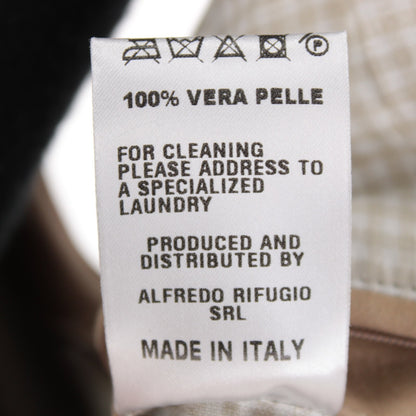 P
100% VERA PELLE
FOR CLEANING
PLEASE ADDRESS TO
A SPECIALIZED
LAUNDRY
PRODUCED AND
DISTRIBUTED BY
ALFREDO RIFUGIO
SRL
MADE IN ITALY